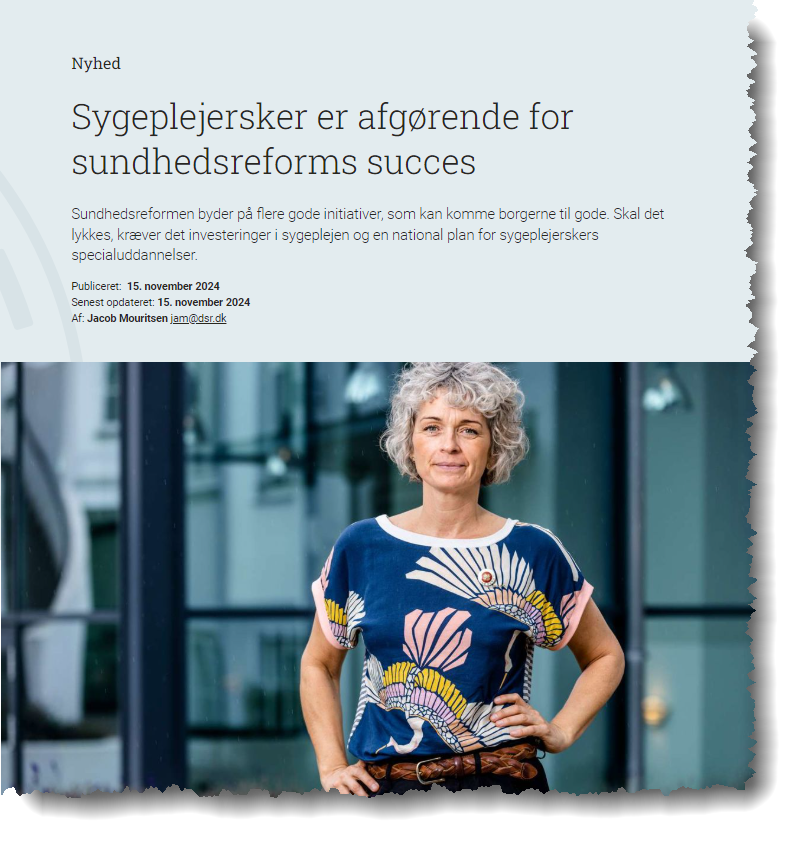 Nyhed
Sygeplejersker er afgørende for
sundhedsreforms succes
Sundhedsreformen byder på flere gode initiativer, som kan komme borgerne til gode. Skal det
lykkes, kræver det investeringer i sygeplejen og en national plan for sygeplejerskers
specialuddannelser.
Publiceret: 15. november 2024
Senest opdateret: 15. november 2024
Af: Jacob Mouritsen jam@dsr.dk